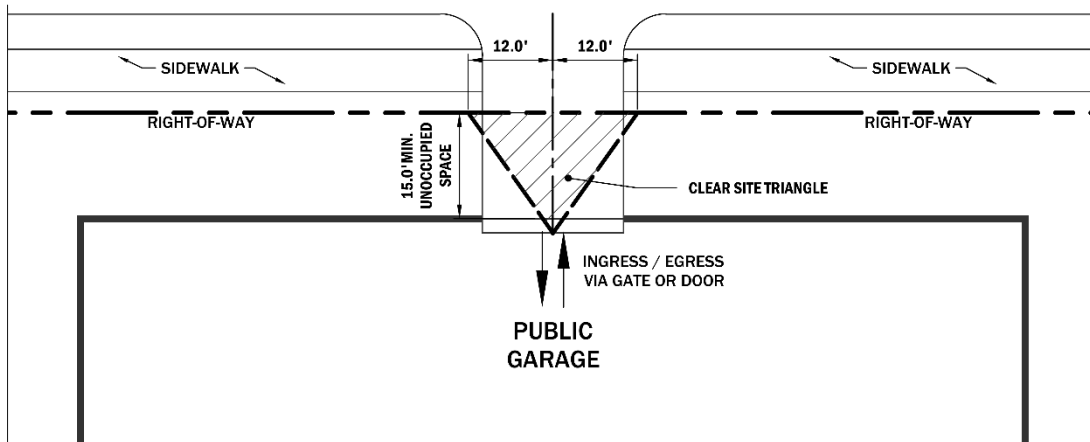 12.0' 12.0'
SIDEWALK
SIDEWALK
RIGHT-OF-WAY
RIGHT-OF-WAY
15.0' MIN.
UNOCCUPIED
SPACE
CLEAR SITE TRIANGLE
INGRESS / EGRESS
VIA GATE OR DOOR
PUBLIC
GARAGE